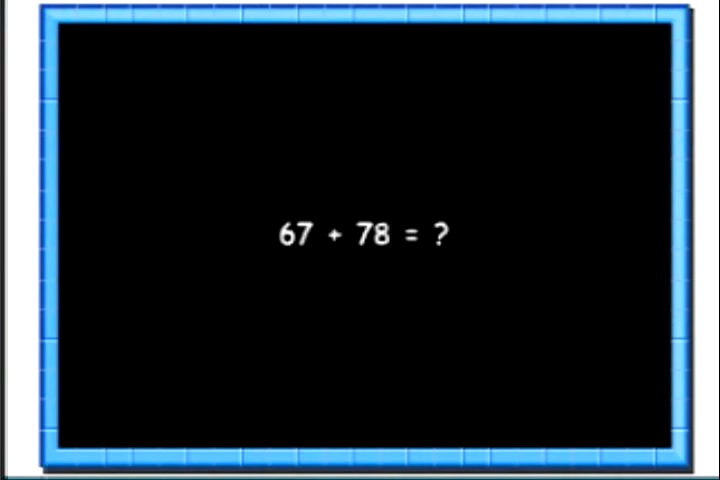 67 + 78 = ?